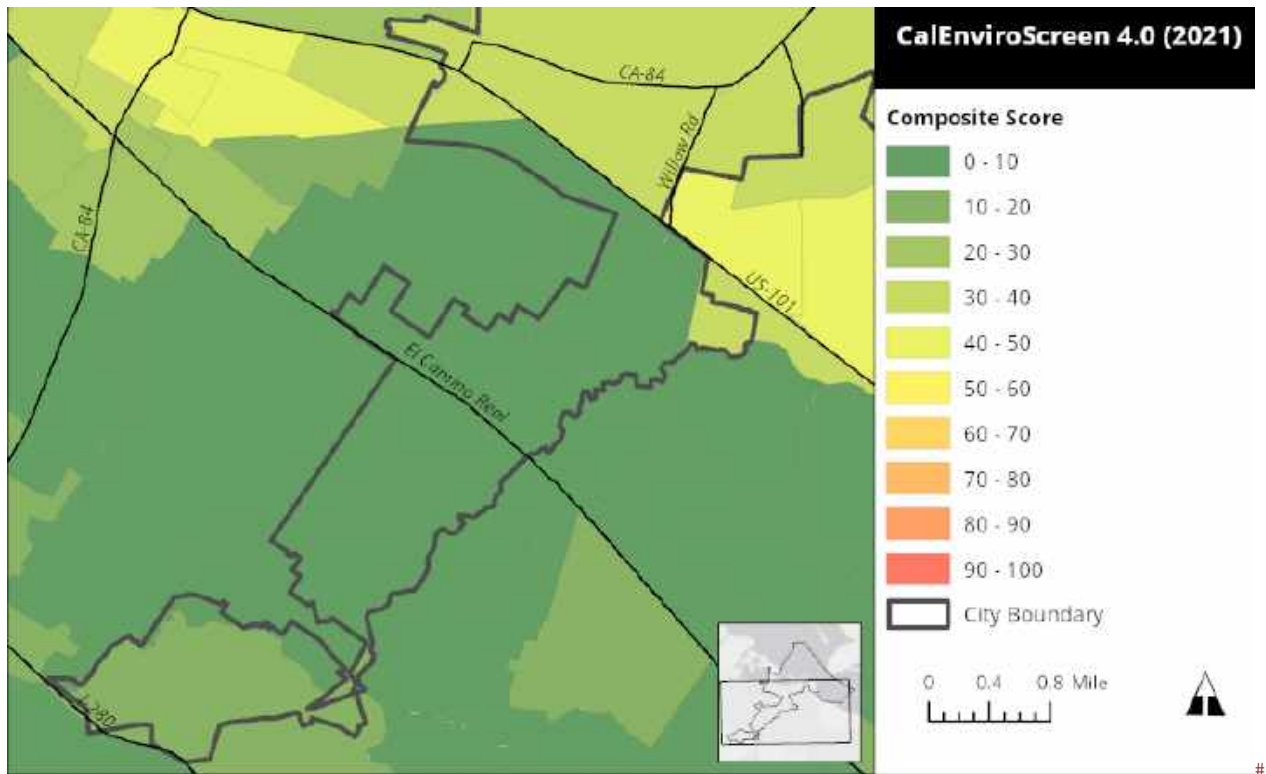 CalEnviroScreen 4.0 (2021)
Composite Score
0 - 10
10 - 20
20 - 30
30 - 40
40 - 50
50 - 60
60 - 70
70 - 80
80 - 90
90 - 100
City Boundary
0 0.4 0.8 Mile
CA-84
Willow Rd
CA-84
US-101
El Camino Real
I-280
#